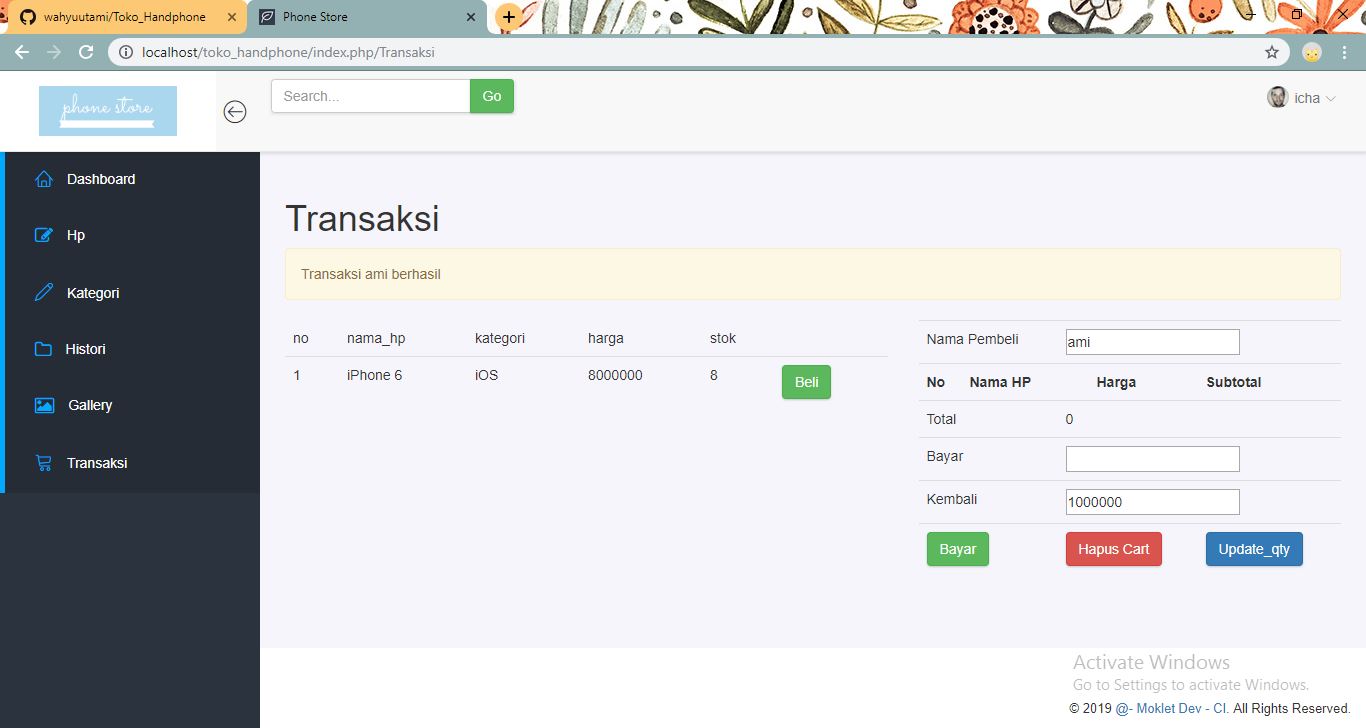 wahyuutami/Toko_Handphone
Phone Store
localhost/toko_handphone/index.php/Transaksi
phone store
Search...
Go
icha
Dashboard
Hp
Kategori
Histori
Gallery
Transaksi
Transaksi
Transaksi ami berhasil
no nama_hp kategori harga stok
1 iPhone 6 iOS 8000000 8 Beli
Nama Pembeli ami
No Nama HP Harga Subtotal
Total 0
Bayar
Kembali 1000000
Bayar Hapus Cart Update_qty
Activate Windows
Go to Settings to activate Windows.
© 2019 @- Moklet Dev - CI. All Rights Reserved.